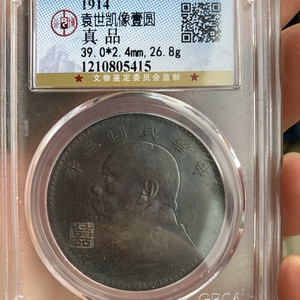 1914
袁世凯像壹圆
真品
39.0*2.4mm,26.8g
1210805415
★文物鉴定委员会监制★
年三國民華中